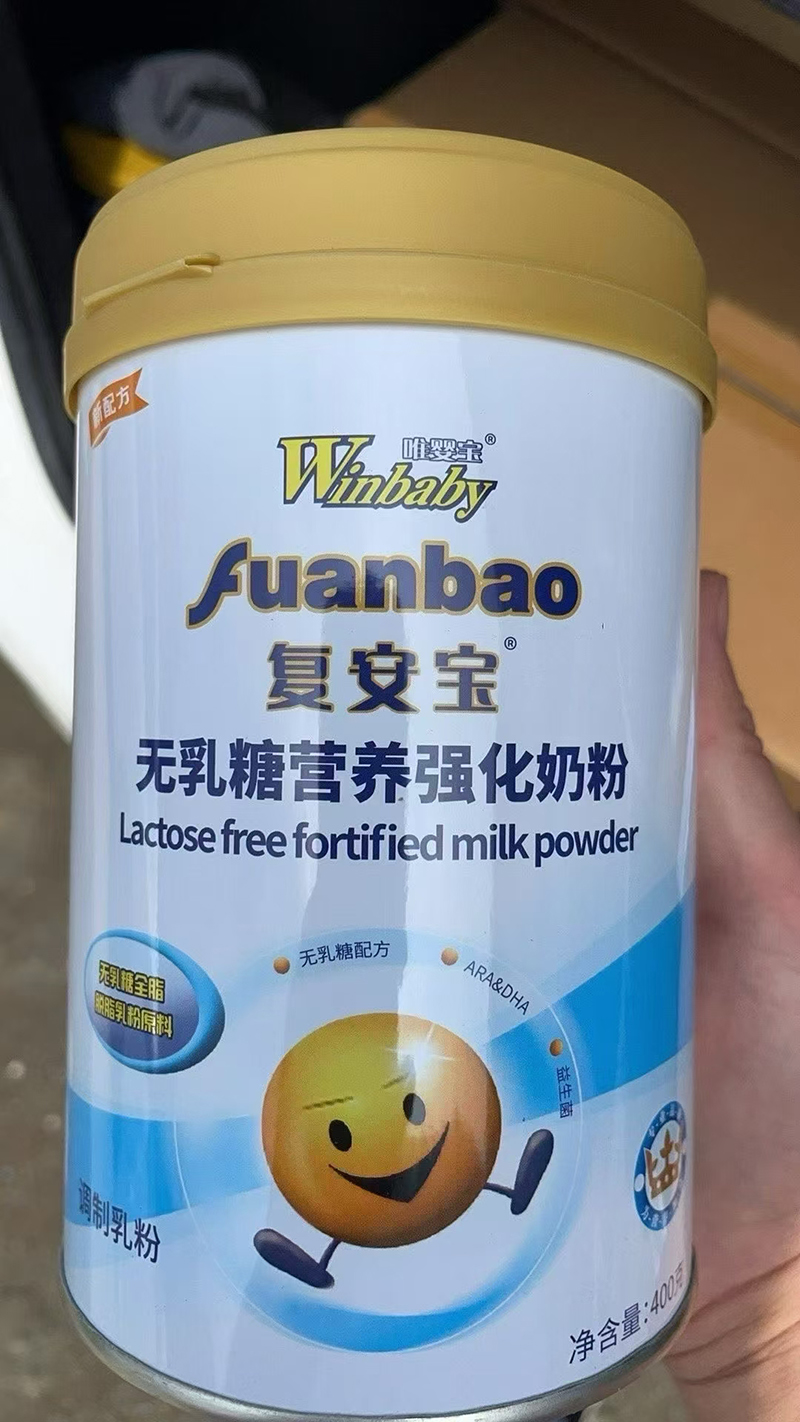 新配方
唯婴宝®
Winbaby
fuanbao
复安宝®
无乳糖营养强化奶粉
Lactose free fortified milk powder
无乳糖配方
ARA&DHA
益生菌
无乳糖全脂
脱脂乳粉原料
调制乳粉
净含量:400克